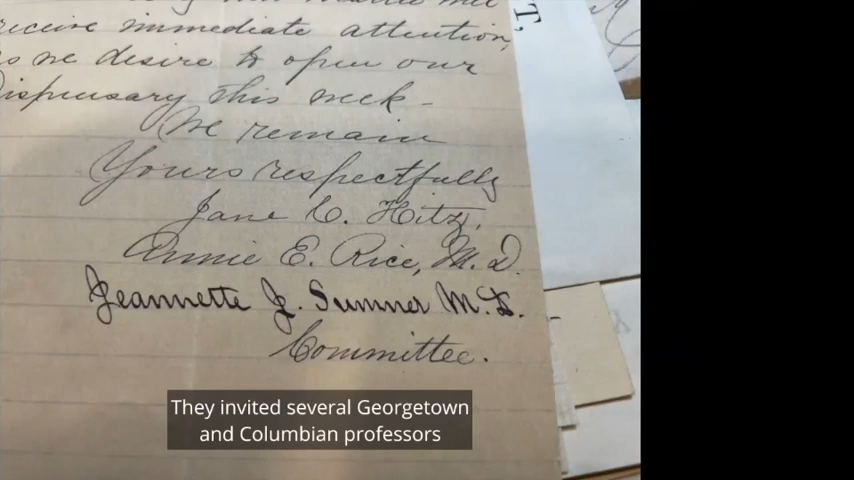 receive immediate attention,
as we desire to open our
Dispensary this week -
We remain
Yours respectfully
Jane C. Hitz,
Annie E. Rice, M.D.
Jeannette J. Sumner M.D.
Committee.
T,
They invited several Georgetown
and Columbian professors